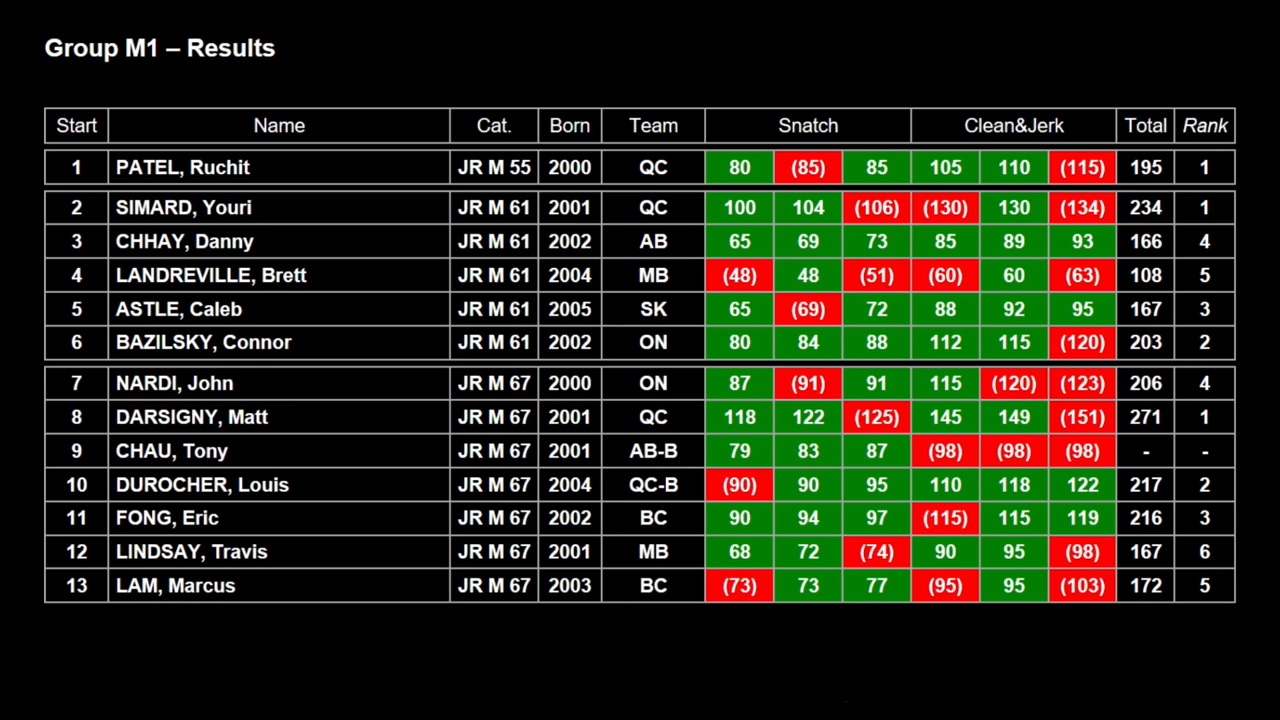 Group M1 – Results
Start Name Cat. Born Team Snatch Clean&Jerk Total Rank
1 PATEL, Ruchit JR M 55 2000 QC 80 (85) 85 105 110 (115) 195 1
2 SIMARD, Youri JR M 61 2001 QC 100 104 (106) (130) 130 (134) 234 1
3 CHHAY, Danny JR M 61 2002 AB 65 69 73 85 89 93 166 4
4 LANDREVILLE, Brett JR M 61 2004 MB (48) 48 (51) (60) 60 (63) 108 5
5 ASTLE, Caleb JR M 61 2005 SK 65 (69) 72 88 92 95 167 3
6 BAZILSKY, Connor JR M 61 2002 ON 80 84 88 112 115 (120) 203 2
7 NARDI, John JR M 67 2000 ON 87 (91) 91 115 (120) (123) 206 4
8 DARSIGNY, Matt JR M 67 2001 QC 118 122 (125) 145 149 (151) 271 1
9 CHAU, Tony JR M 67 2001 AB-B 79 83 87 (98) (98) (98) - -
10 DUROCHER, Louis JR M 67 2004 QC-B (90) 90 95 110 118 122 217 2
11 FONG, Eric JR M 67 2002 BC 90 94 97 (115) 115 119 216 3
12 LINDSAY, Travis JR M 67 2001 MB 68 72 (74) 90 95 (98) 167 6
13 LAM, Marcus JR M 67 2003 BC (73) 73 77 (95) 95 (103) 172 5